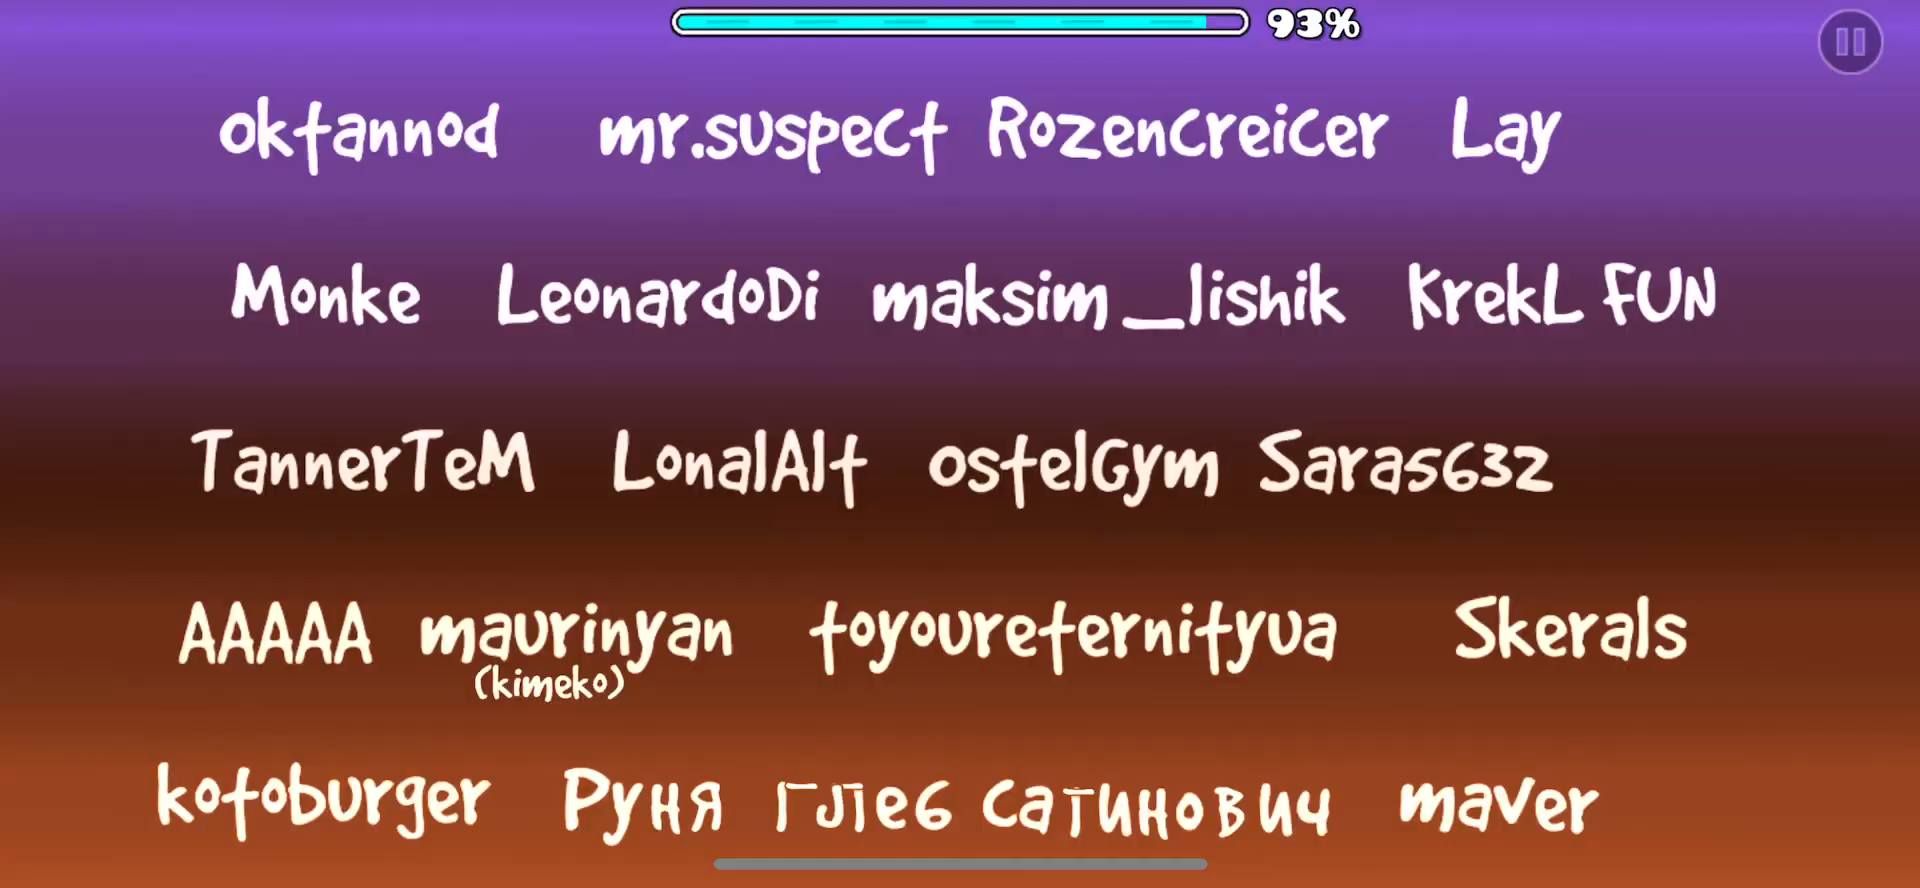 93%
oktannod mr.suspect Rozencreicer Lay
Monke LeonardoDi maksim_lishik KrekL FUN
TannerTeM LonalAlt ostelGym Sara5632
AAAAA maurinyan toyoureternityua Skerals
(kimeko)
kotoburger Руня Глеб Сатинович maver